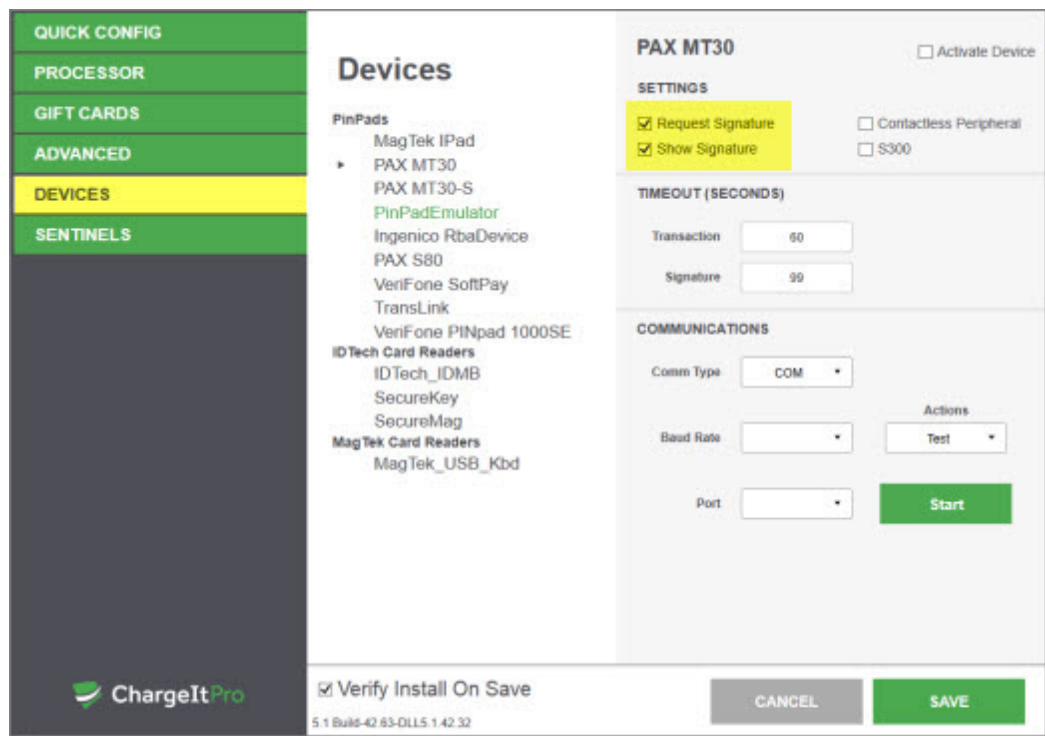 QUICK CONFIG
PROCESSOR
GIFT CARDS
ADVANCED
DEVICES
SENTINELS
ChargeItPro
Devices
PinPads
MagTek IPad
PAX MT30
PAX MT30-S
PinPadEmulator
Ingenico RbaDevice
PAX S80
VeriFone SoftPay
TransLink
VeriFone PINpad 1000SE
IDTech Card Readers
IDTech_IDMB
SecureKey
SecureMag
MagTek Card Readers
MagTek_USB_Kbd
PAX MT30
Activate Device
SETTINGS
Request Signature
Contactless Peripheral
Show Signature
S300
TIMEOUT (SECONDS)
Transaction 60
Signature 99
COMMUNICATIONS
Comm Type COM
Actions
Baud Rate
Test
Port
Start
Verify Install On Save
5.1 Build-42.63-DLL5.1.42.32
CANCEL
SAVE